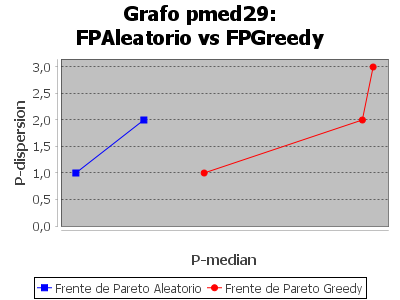 Grafo pmed29:
FPAleatorio vs FPGreedy
3,0
2,5
2,0
1,5
1,0
0,5
0,0
P-dispersion
P-median
Frente de Pareto Aleatorio Frente de Pareto Greedy